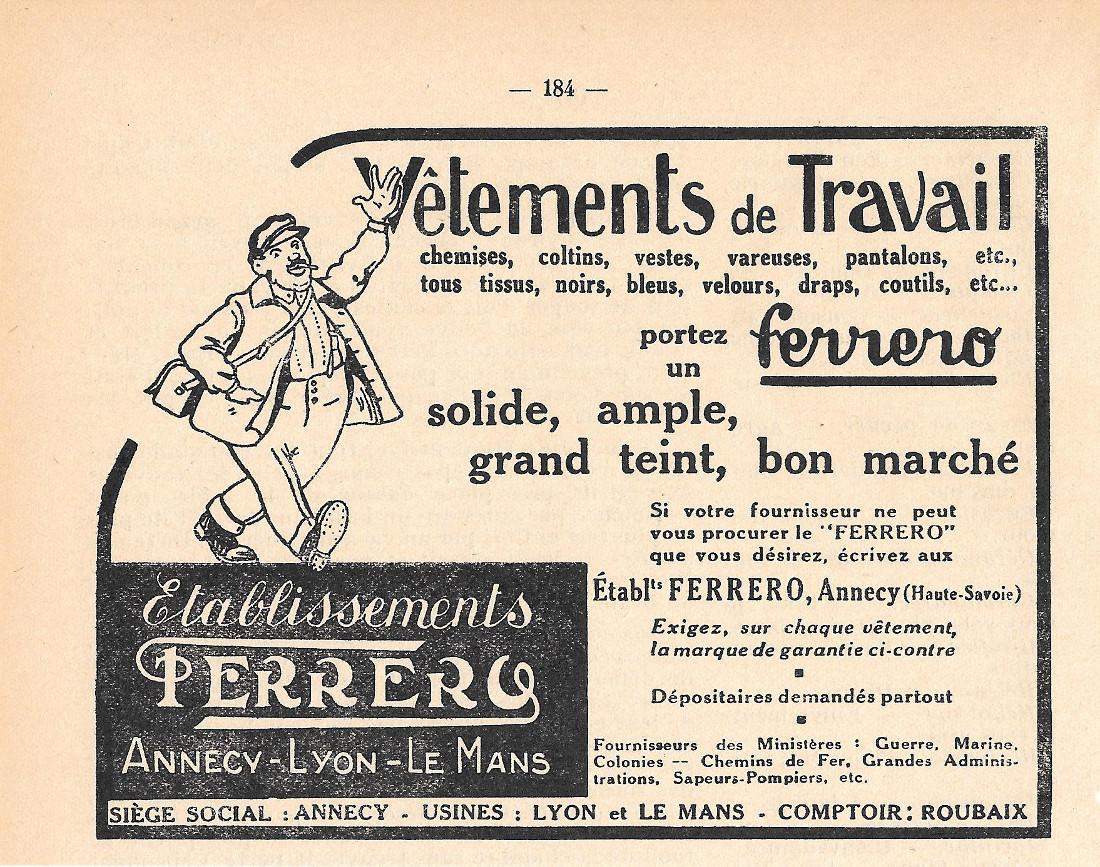 — 184 —
Vêtements de Travail
chemises, coltins, vestes, vareuses, pantalons, etc.,
tous tissus, noirs, bleus, velours, draps, coutils, etc...
portez ferrero
un
solide, ample,
grand teint, bon marché
Si votre fournisseur ne peut
vous procurer le "FERRERO"
que vous désirez, écrivez aux
Établts FERRERO, Annecy (Haute-Savoie)
Exigez, sur chaque vêtement,
la marque de garantie ci-contre
Dépositaires demandés partout
Fournisseurs des Ministères : Guerre, Marine,
Colonies -- Chemins de Fer, Grandes Adminis-
trations, Sapeurs-Pompiers, etc.
Etablissements
FERRERO
ANNECY - LYON - LE MANS
SIÈGE SOCIAL : ANNECY - USINES : LYON et LE MANS - COMPTOIR : ROUBAIX